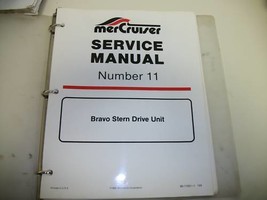 merCruiser
SERVICE
MANUAL
Number 11
Bravo Stern Drive Unit